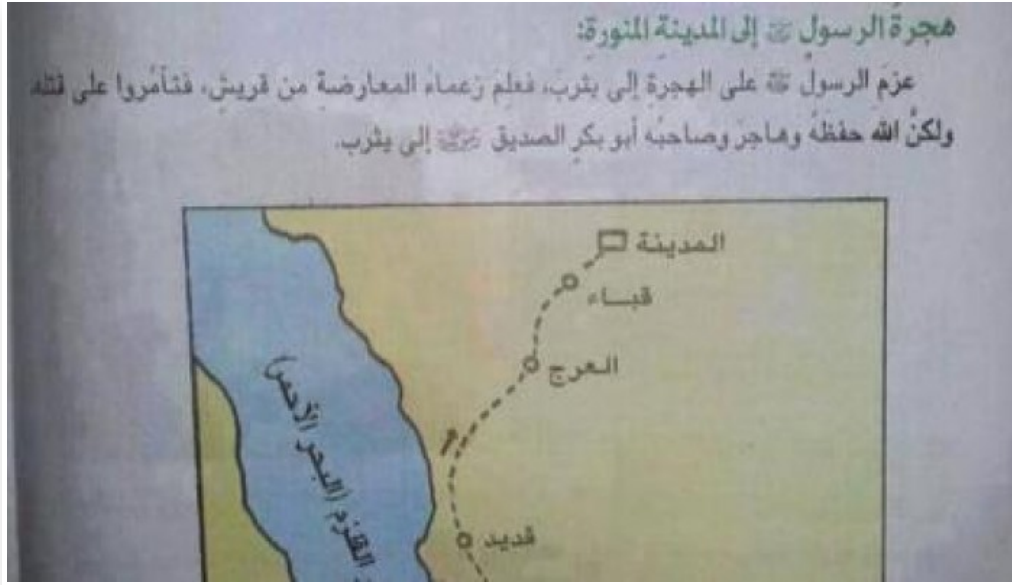 هجرة الرسول ﷺ إلى المدينة المنورة:
عزم الرسول ﷺ على الهجرة إلى يثرب، فعلم زعماء المعارضة من قريش، فتآمروا على قتله
ولكنَّ الله حفظه وهاجر وصاحبه أبو بكر الصديق رضي الله عنه إلى يثرب.
المدينة
قبــاء
العرج
القلزم (البحر الأحمر)
قديد